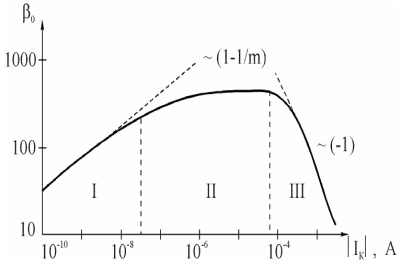 β₀
1000
~ (1-1/m)
100
~ (-1)
I
II
III
10
10⁻¹⁰
10⁻⁸
10⁻⁶
10⁻⁴
|Iₖ| , A